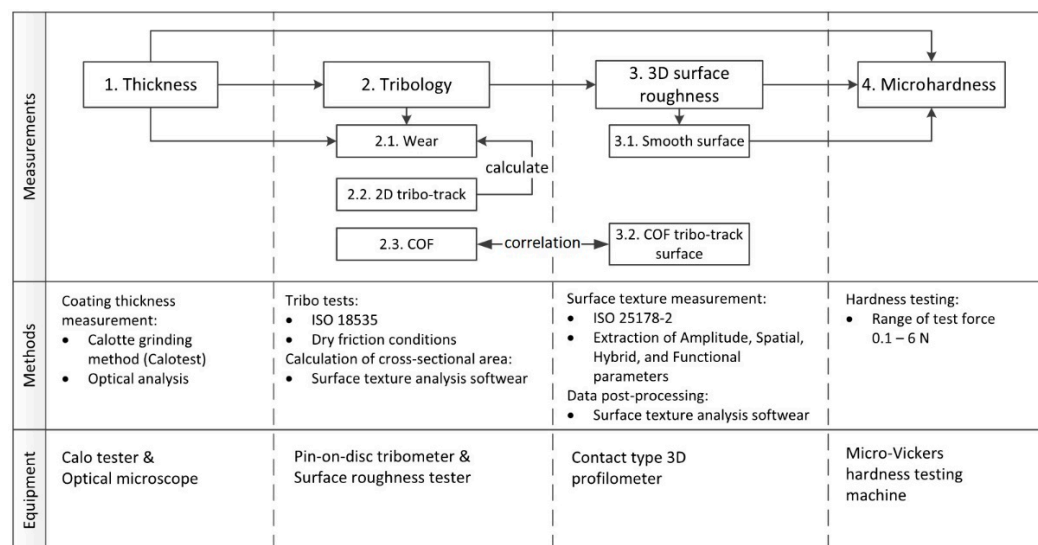 Measurements
1. Thickness
2. Tribology
3. 3D surface
roughness
4. Microhardness
2.1. Wear
3.1. Smooth surface
calculate
2.2. 2D tribo-track
2.3. COF
correlation
3.2. COF tribo-track
surface
Methods
Coating thickness
measurement:
• Calotte grinding
method (Calotest)
• Optical analysis
Tribo tests:
• ISO 18535
• Dry friction conditions
Calculation of cross-sectional area:
• Surface texture analysis softwear
Surface texture measurement:
• ISO 25178-2
• Extraction of Amplitude, Spatial,
Hybrid, and Functional
parameters
Data post-processing:
• Surface texture analysis softwear
Hardness testing:
• Range of test force
0.1 – 6 N
Equipment
Calo tester &
Optical microscope
Pin-on-disc tribometer &
Surface roughness tester
Contact type 3D
profilometer
Micro-Vickers
hardness testing
machine